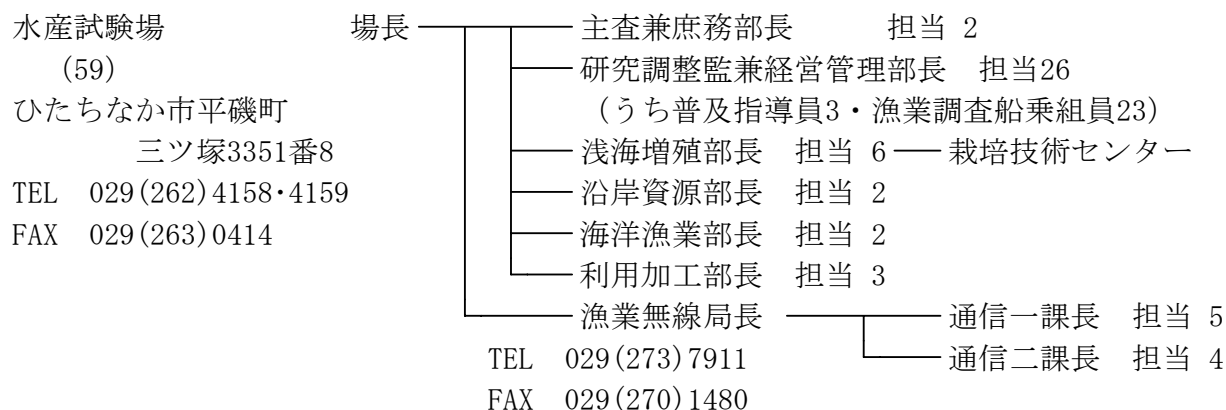 水産試験場 場長 主査兼庶務部長 担当 2
(59) 研究調整監兼経営管理部長 担当26
ひたちなか市平磯町 (うち普及指導員3・漁業調査船乗組員23)
三ツ塚3351番8 浅海増殖部長 担当 6 栽培技術センター
TEL 029(262)4158・4159 沿岸資源部長 担当 2
FAX 029(263)0414 海洋漁業部長 担当 2
利用加工部長 担当 3
漁業無線局長 通信一課長 担当 5
TEL 029(273)7911 通信二課長 担当 4
FAX 029(270)1480